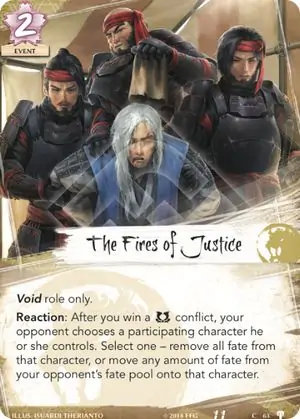 2
EVENT
The Fires of Justice
Void role only.
Reaction: After you win a conflict, your
opponent chooses a participating character he
or she controls. Select one – remove all fate from
that character, or move any amount of fate from
your opponent's fate pool onto that character.
ILLUS. ISUARDI THERIANTO
©2018 FFG
11
C 63